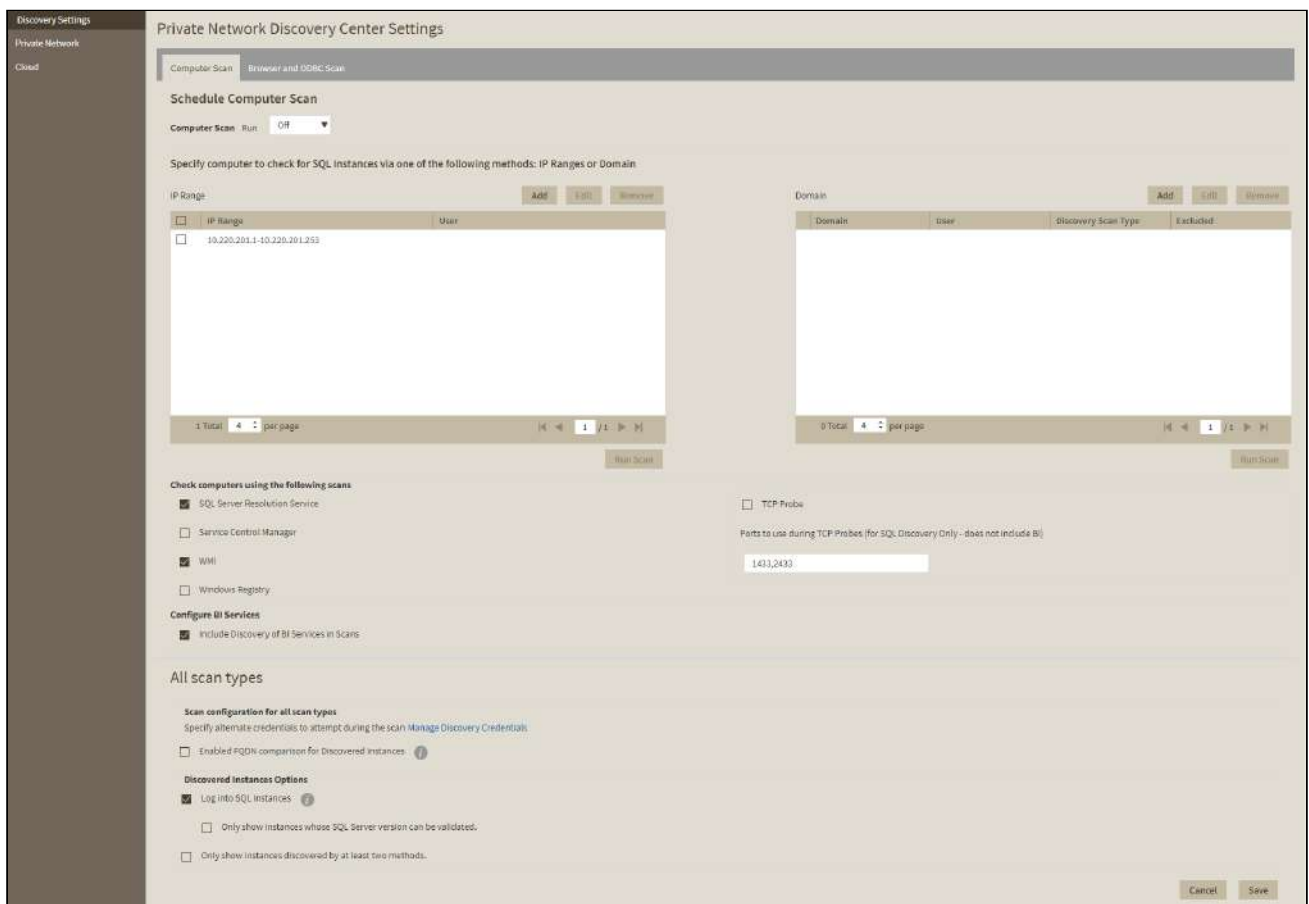 Discovery Settings
Private Network
Cloud
Private Network Discovery Center Settings
Computer Scan Browser and ODBC Scan
Schedule Computer Scan
Computer Scan Run Off
Specify computer to check for SQL Instances via one of the following methods: IP Ranges or Domain
IP Range Add Edit Remove
IP Range User
10.220.201.1-10.220.201.253
1 Total 4 per page 1 / 1
Run Scan
Domain Add Edit Remove
Domain User Discovery Scan Type Excluded
0 Total 4 per page 1 / 1
Run Scan
Check computers using the following scans
SQL Server Resolution Service
Service Control Manager
WMI
Windows Registry
TCP Probe
Ports to use during TCP Probes (for SQL Discovery Only - does not include BI)
1433,2433
Configure BI Services
Include Discovery of BI Services in Scans
All scan types
Scan configuration for all scan types
Specify alternate credentials to attempt during the scan Manage Discovery Credentials
Enabled FQDN comparison for Discovered Instances i
Discovered Instances Options
Log into SQL Instances i
Only show instances whose SQL Server version can be validated.
Only show instances discovered by at least two methods.
Cancel Save